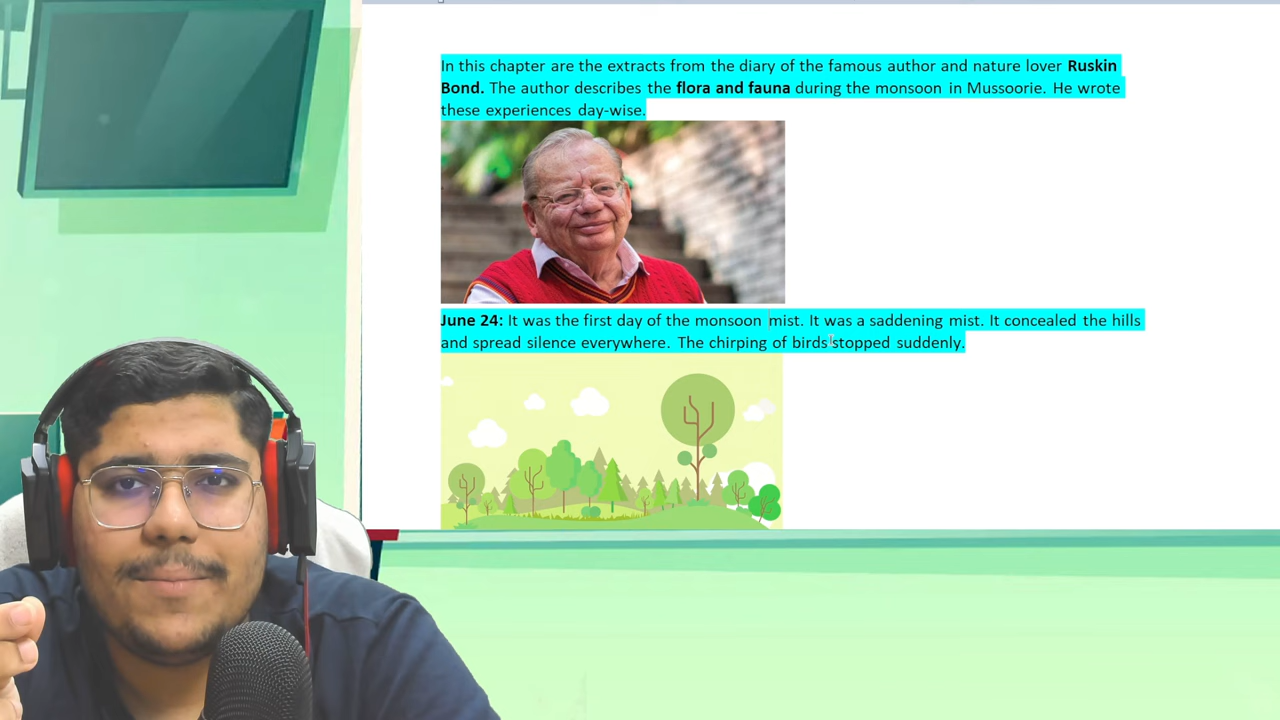 In this chapter are the extracts from the diary of the famous author and nature lover Ruskin
Bond. The author describes the flora and fauna during the monsoon in Mussoorie. He wrote
these experiences day-wise.
June 24: It was the first day of the monsoon mist. It was a saddening mist. It concealed the hills
and spread silence everywhere. The chirping of birds stopped suddenly.